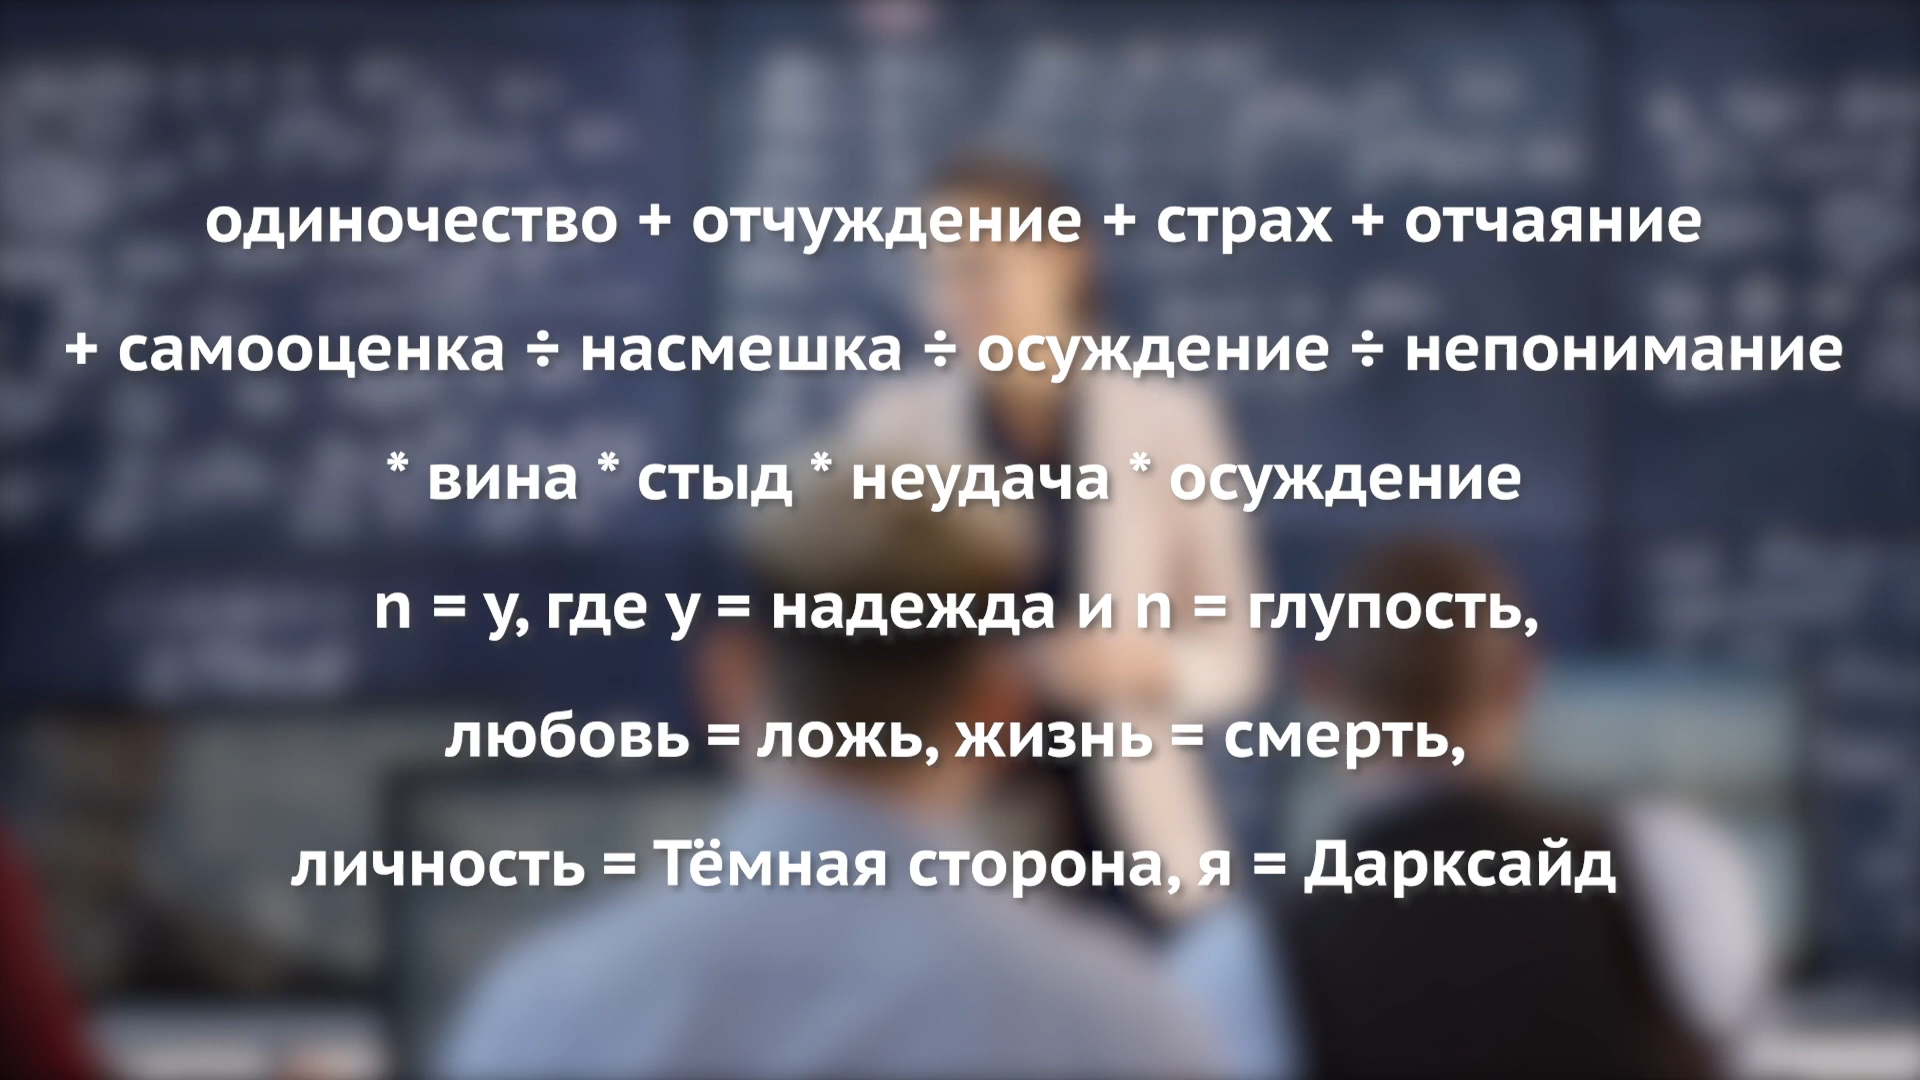 одиночество + отчуждение + страх + отчаяние
+ самооценка ÷ насмешка ÷ осуждение ÷ непонимание
* вина * стыд * неудача * осуждение
n = y, где y = надежда и n = глупость,
любовь = ложь, жизнь = смерть,
личность = Тёмная сторона, я = Дарксайд